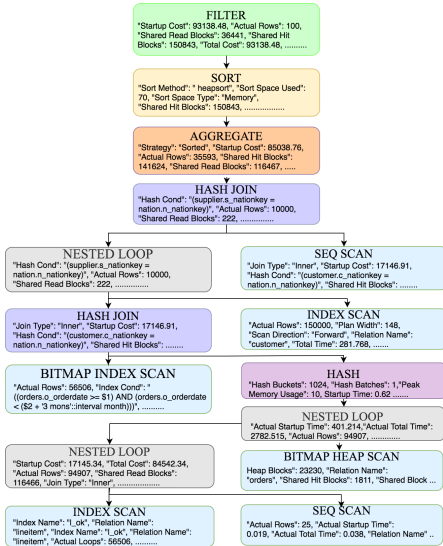 FILTER
"Startup Cost": 93138.48, "Actual Rows": 100,
"Shared Read Blocks": 36441, "Shared Hit
Blocks": 150843, "Total Cost": 93138.48, ..........
SORT
"Sort Method": " heapsort", "Sort Space Used":
70, "Sort Space Type": "Memory",
"Shared Hit Blocks": 150843, .................
AGGREGATE
"Strategy": "Sorted", "Startup Cost": 85038.76,
"Actual Rows": 35593, "Shared Hit Blocks":
141624, "Shared Read Blocks": 116467, .....
HASH JOIN
"Hash Cond": "(supplier.s_nationkey =
nation.n_nationkey)", "Actual Rows": 10000,
"Shared Read Blocks": 222, ...............
NESTED LOOP
"Hash Cond": "(supplier.s_nationkey =
nation.n_nationkey)", "Actual Rows": 10000,
"Shared Read Blocks": 222, ...............
SEQ SCAN
"Join Type": "Inner", "Startup Cost": 17146.91,
"Hash Cond": "(customer.c_nationkey =
nation.n_nationkey)", "Shared Hit Blocks": ........
HASH JOIN
"Join Type": "Inner", "Startup Cost": 17146.91,
"Hash Cond": "(customer.c_nationkey =
nation.n_nationkey)", "Shared Hit Blocks": ........
INDEX SCAN
"Actual Rows": 150000, "Plan Width": 148,
"Scan Direction": "Forward", "Relation Name":
"customer", "Total Time": 281.768, ......
BITMAP INDEX SCAN
"Actual Rows": 56506, "Index Cond": "
((orders.o_orderdate >= $1) AND (orders.o_orderdate
< ($2 + '3 mons'::interval month)))", ..........
HASH
"Hash Buckets": 1024, "Hash Batches": 1,"Peak
Memory Usage": 10, Startup Time: 0.62 .......
NESTED LOOP
"Actual Startup Time": 401.214,"Actual Total Time":
2782.515, "Actual Rows": 94907, ..............
NESTED LOOP
"Startup Cost": 17145.34, "Total Cost": 84542.34,
"Actual Rows": 94907, "Shared Read Blocks":
116466, "Join Type": "Inner", ..............
BITMAP HEAP SCAN
Heap Blocks": 23230, "Relation Name":
"orders", "Shared Hit Blocks": 1811, "Shared Block ...
INDEX SCAN
"Index Name": "l_ok", "Relation Name":
"lineitem", "Index Name": "l_ok", "Relation Name":
"lineitem", "Actual Loops": 56506, ..........
SEQ SCAN
"Actual Rows": 25, "Actual Startup Time":
0.019, "Actual Total Time": 0.038, "Relation Name":
"nation", ...............